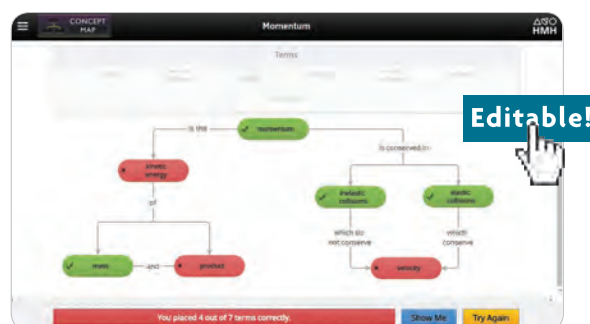 CONCEPT
MAP
Momentum
HMH
Terms
Editable!
is the
momentum
is conserved in
kinetic
energy
inelastic
collisions
elastic
collisions
of
which do
not conserve
which
conserve
mass
and
product
velocity
You placed 4 out of 7 terms correctly.
Show Me
Try Again